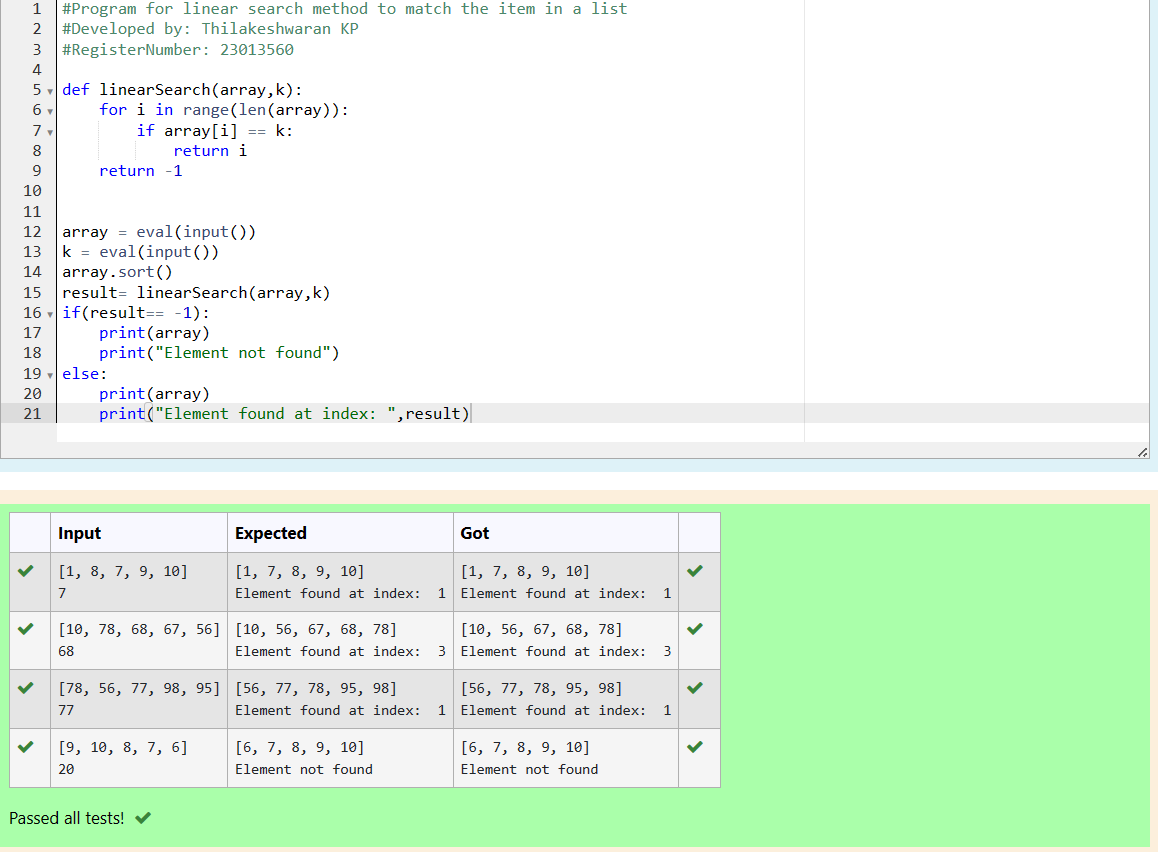 1 #Program for linear search method to match the item in a list
2 #Developed by: Thilakeshwaran KP
3 #RegisterNumber: 23013560
4
5 def linearSearch(array,k):
6     for i in range(len(array)):
7         if array[i] == k:
8             return i
9     return -1
10
11
12 array = eval(input())
13 k = eval(input())
14 array.sort()
15 result= linearSearch(array,k)
16 if(result== -1):
17     print(array)
18     print("Element not found")
19 else:
20     print(array)
21     print("Element found at index: ",result)
Input Expected Got
[1, 8, 7, 9, 10] [1, 7, 8, 9, 10] [1, 7, 8, 9, 10]
7 Element found at index:  1 Element found at index:  1
[10, 78, 68, 67, 56] [10, 56, 67, 68, 78] [10, 56, 67, 68, 78]
68 Element found at index:  3 Element found at index:  3
[78, 56, 77, 98, 95] [56, 77, 78, 95, 98] [56, 77, 78, 95, 98]
77 Element found at index:  1 Element found at index:  1
[9, 10, 8, 7, 6] [6, 7, 8, 9, 10] [6, 7, 8, 9, 10]
20 Element not found Element not found
Passed all tests!